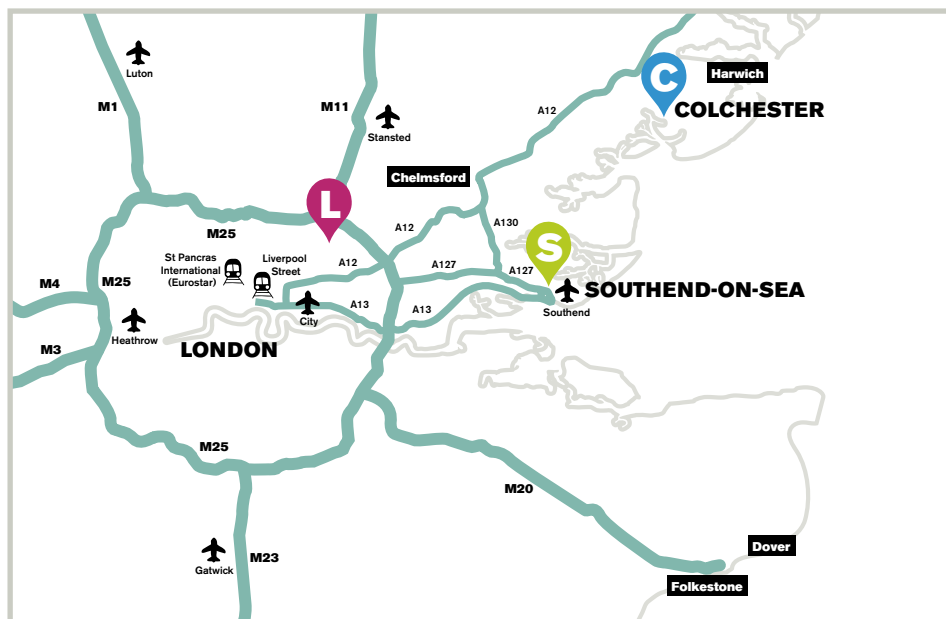 C
Harwich
COLCHESTER
Luton
M1
M11
A12
Stansted
Chelmsford
L
M25
A12
A130
S
St Pancras
International
(Eurostar)
Liverpool
Street
A12
A127
A127
M4
M25
SOUTHEND-ON-SEA
A13
A13
City
Southend
Heathrow
M3
LONDON
M25
M20
Gatwick
M23
Dover
Folkestone